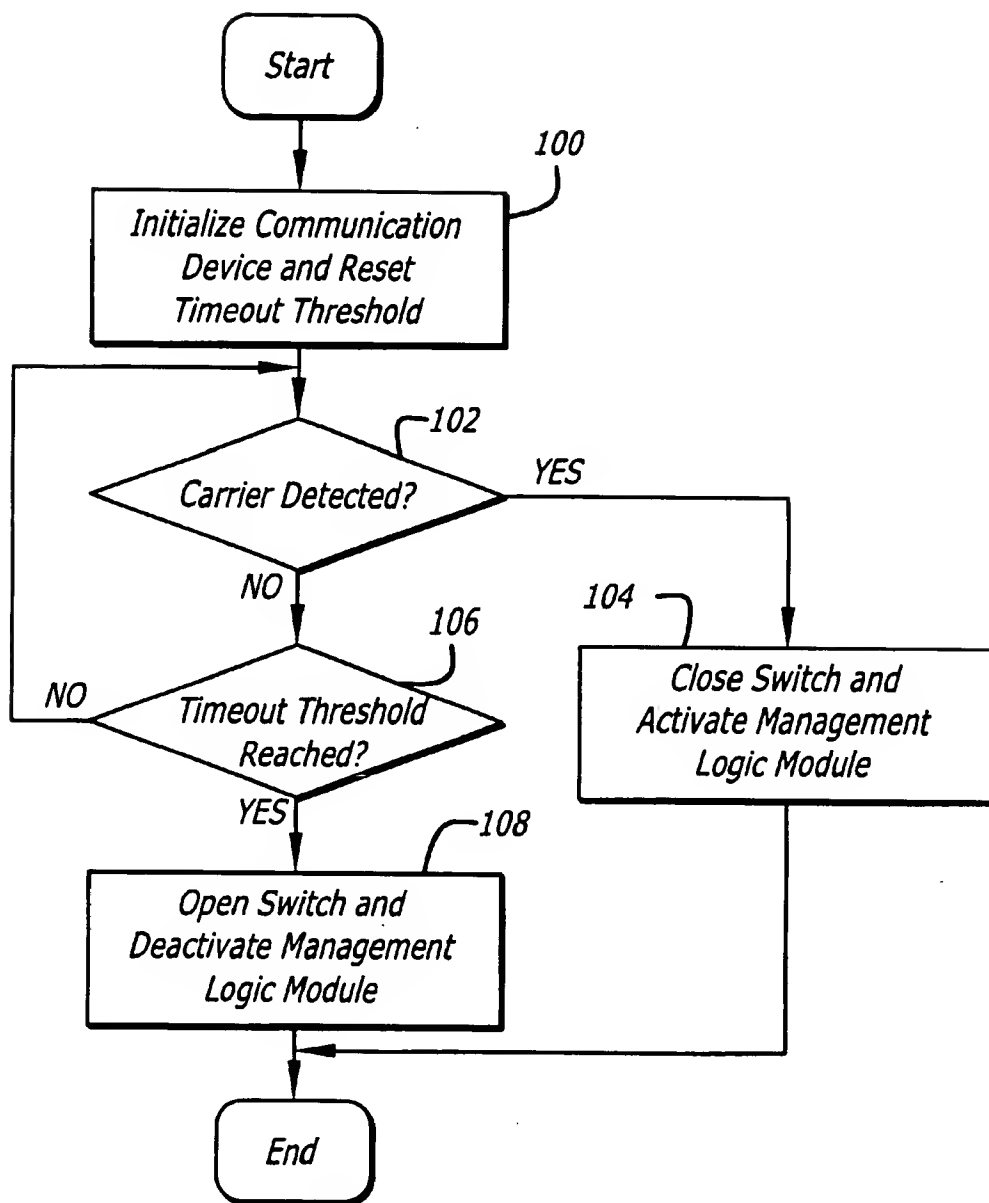 Start
100
Initialize Communication
Device and Reset
Timeout Threshold
102
Carrier Detected?
YES
NO
104
Close Switch and
Activate Management
Logic Module
106
Timeout Threshold
Reached?
NO
YES
108
Open Switch and
Deactivate Management
Logic Module
End